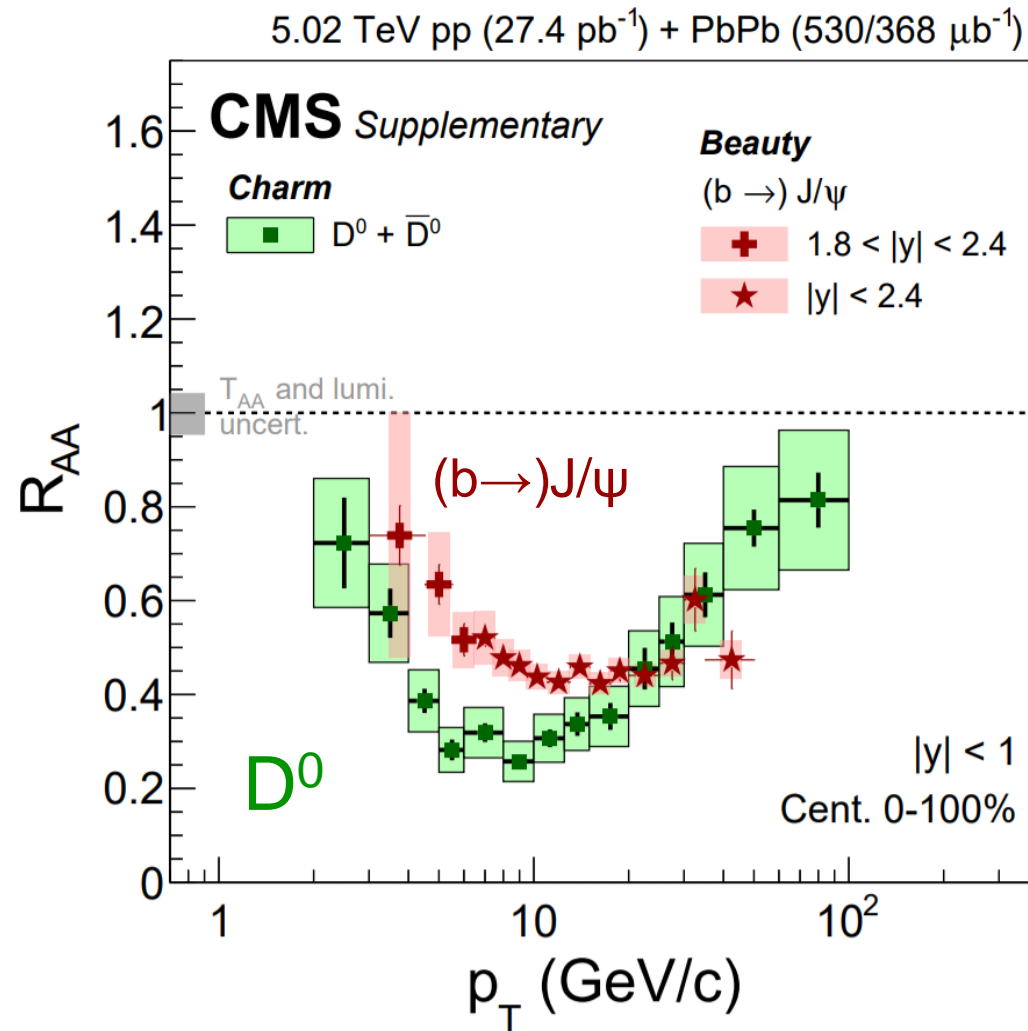 5.02 TeV pp (27.4 pb⁻¹) + PbPb (530/368 μb⁻¹)
CMS Supplementary
Charm
D⁰ + D̅⁰
Beauty
(b →) J/ψ
1.8 < |y| < 2.4
|y| < 2.4
T_AA and lumi.
uncert.
(b→)J/ψ
D⁰
|y| < 1
Cent. 0-100%
R_AA
1.6
1.4
1.2
1
0.8
0.6
0.4
0.2
0
1
10
10²
p_T (GeV/c)